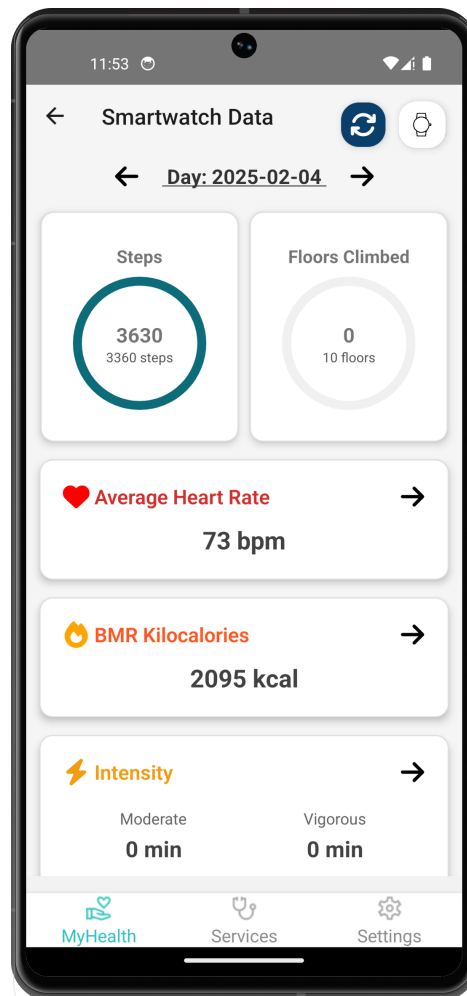 11:53
Smartwatch Data
Day: 2025-02-04
Steps
Floors Climbed
3630
3360 steps
0
10 floors
Average Heart Rate
73 bpm
BMR Kilocalories
2095 kcal
Intensity
Moderate
Vigorous
0 min
0 min
MyHealth
Services
Settings